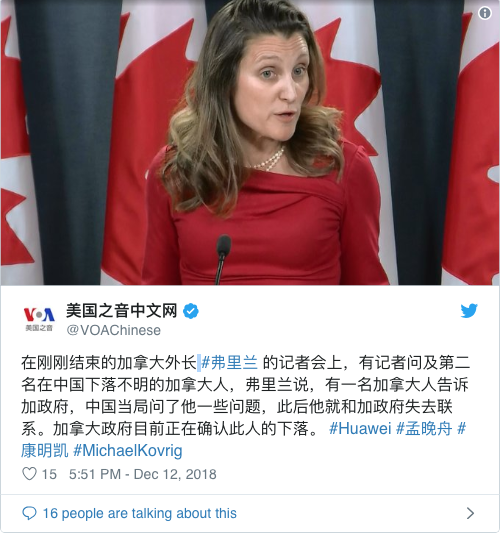 VOA
美国之音
美国之音中文网
@VOAChinese
在刚刚结束的加拿大外长 #弗里兰 的记者会上，有记者问及第二
名在中国下落不明的加拿大人，弗里兰说，有一名加拿大人告诉
加政府，中国当局问了他一些问题，此后他就和加政府失去联
系。加拿大政府目前正在确认此人的下落。 #Huawei #孟晚舟 #
康明凯 #MichaelKovrig
15 5:51 PM - Dec 12, 2018
16 people are talking about this